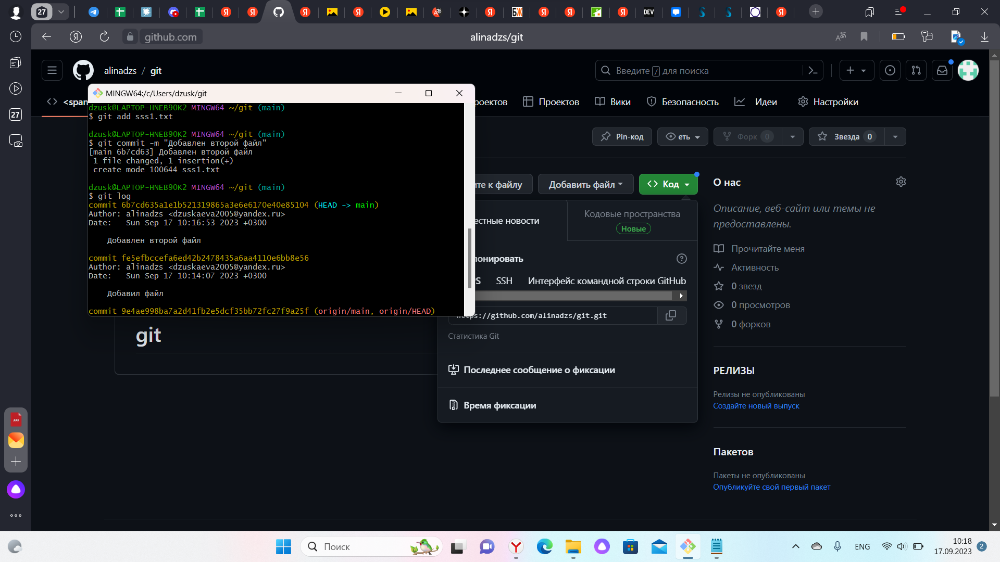 27
github.com
alinadzs/git
alinadzs / git
Введите / для поиска
<span
роектов
Проектов
Вики
Безопасность
Идеи
Настройки
27
MINGW64:/c/Users/dzusk/git
dzusk@LAPTOP-HNEB9OK2 MINGW64 ~/git (main)
$ git add sss1.txt
dzusk@LAPTOP-HNEB9OK2 MINGW64 ~/git (main)
$ git commit -m "Добавлен второй файл"
[main 6b7cd63] Добавлен второй файл
1 file changed, 1 insertion(+)
create mode 100644 sss1.txt
dzusk@LAPTOP-HNEB9OK2 MINGW64 ~/git (main)
$ git log
commit 6b7cd635a1e1b521319865a3e6e6170e40e85104 (HEAD -> main)
Author: alinadzs <dzuskaeva2005@yandex.ru>
Date: Sun Sep 17 10:16:53 2023 +0300
Добавлен второй файл
commit fe5efbccefa6ed42b2478435a6aa4110e6bb8e56
Author: alinadzs <dzuskaeva2005@yandex.ru>
Date: Sun Sep 17 10:14:07 2023 +0300
Добавил файл
commit 9e4ae998ba7a2d41fb2e5dcf35bb72fc27f9a25f (origin/main, origin/HEAD)
Pin-код
еть
Форк 0
Звезда 0
те к файлу
Добавить файл
Код
естные новости
Кодовые пространства
Новые
лонировать
SSH
Интерфейс командной строки GitHub
https://github.com/alinadzs/git.git
Статистика Git
Последнее сообщение о фиксации
Время фиксации
git
О нас
Описание, веб-сайт или темы не
предоставлены.
Прочитайте меня
Активность
0 звезд
0 просмотров
0 форков
РЕЛИЗЫ
Релизы не опубликованы
Создайте новый выпуск
Пакетов
Пакеты не опубликованы
Опубликуйте свой первый пакет
Поиск
ENG
10:18
17.09.2023
2